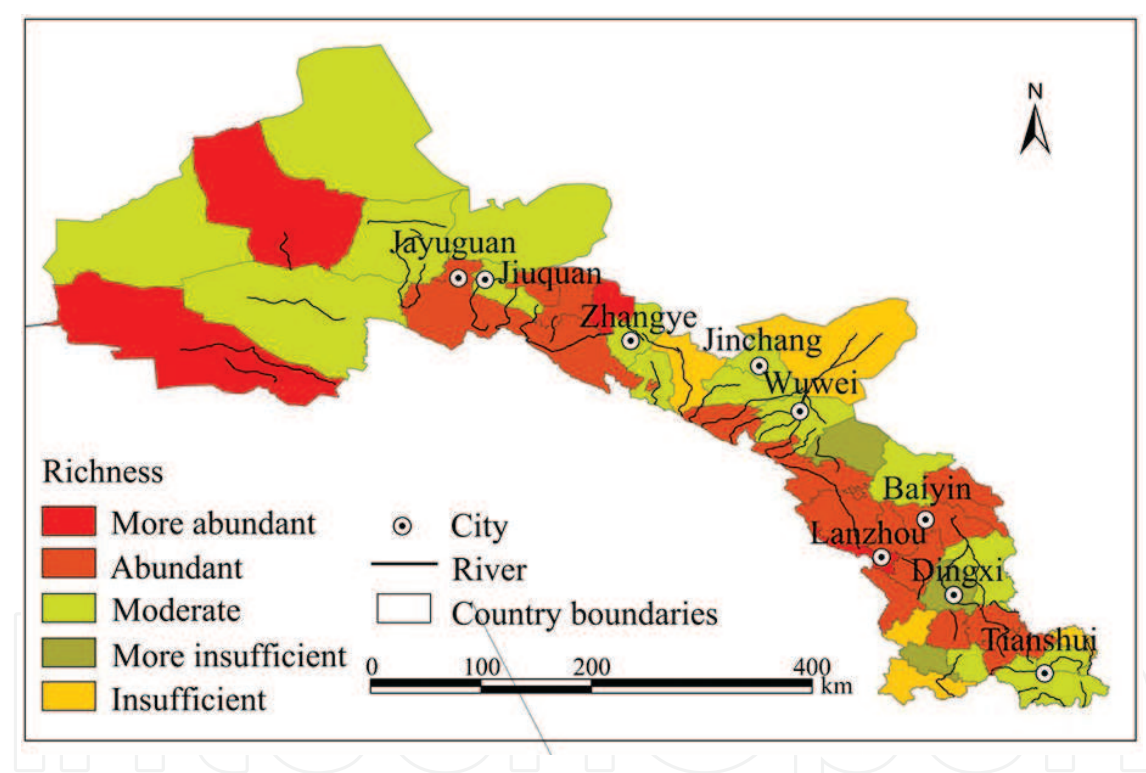 N
Jayuguan
Jiuquan
Zhangye
Jinchang
Wuwei
Baiyin
Lanzhou
Dingxi
Tianshui
Richness
More abundant
Abundant
Moderate
More insufficient
Insufficient
City
River
Country boundaries
0 100 200 400
km